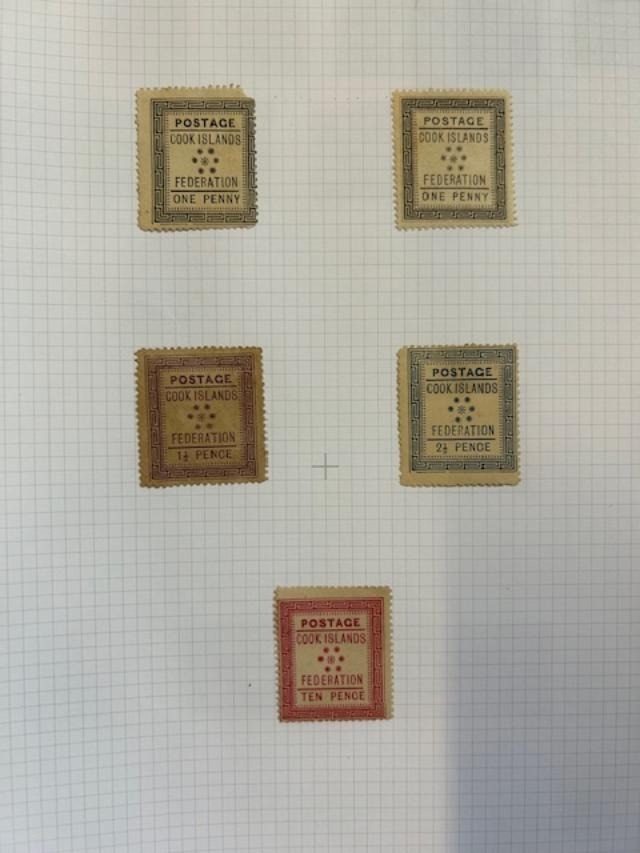 POSTAGE
COOK ISLANDS
FEDERATION
ONE PENNY
POSTAGE
COOK ISLANDS
FEDERATION
ONE PENNY
POSTAGE
COOK ISLANDS
FEDERATION
1½ PENCE
POSTAGE
COOK ISLANDS
FEDERATION
2½ PENCE
POSTAGE
COOK ISLANDS
FEDERATION
TEN PENCE